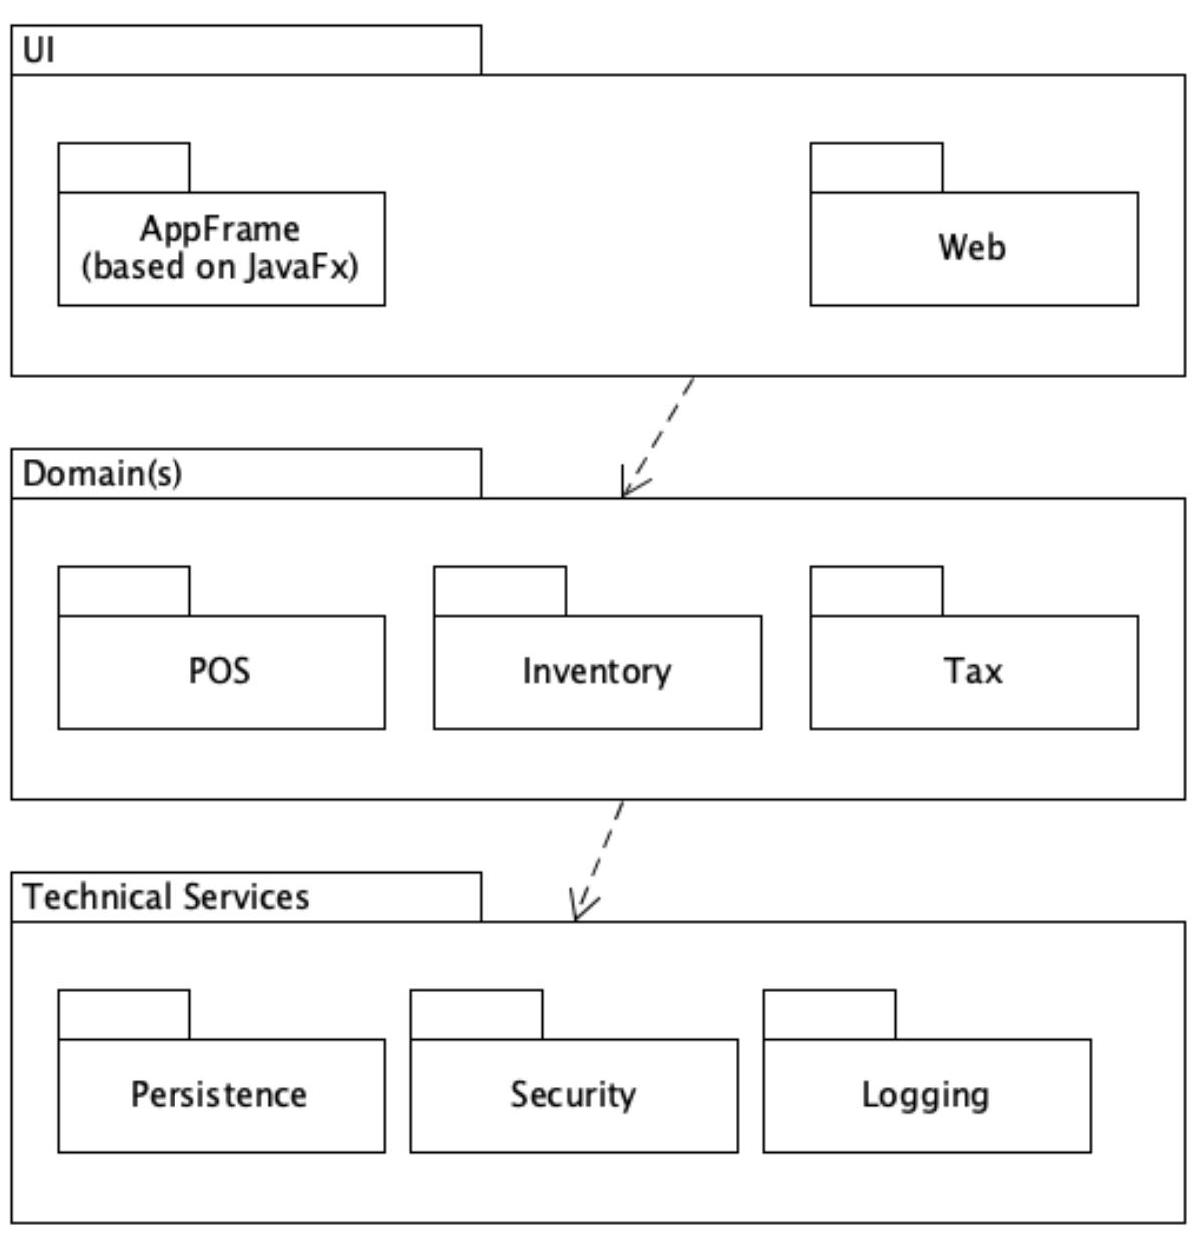 UI
AppFrame
(based on JavaFx)
Web
Domain(s)
POS
Inventory
Tax
Technical Services
Persistence
Security
Logging